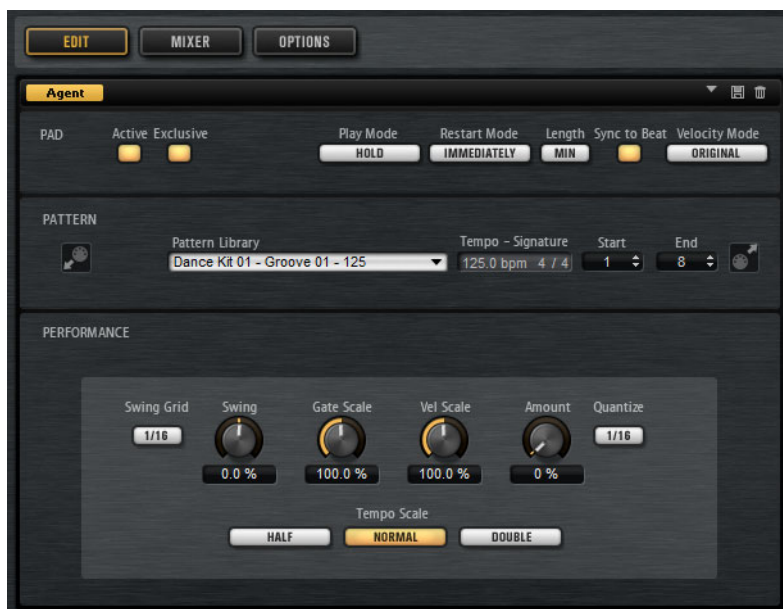 EDIT MIXER OPTIONS
Agent
PAD Active Exclusive Play Mode Restart Mode Length Sync to Beat Velocity Mode
HOLD IMMEDIATELY MIN ORIGINAL
PATTERN
Pattern Library Tempo - Signature Start End
Dance Kit 01 - Groove 01 - 125 125.0 bpm 4 / 4 1 8
PERFORMANCE
Swing Grid Swing Gate Scale Vel Scale Amount Quantize
1/16 1/16
0.0 % 100.0 % 100.0 % 0 %
Tempo Scale
HALF NORMAL DOUBLE